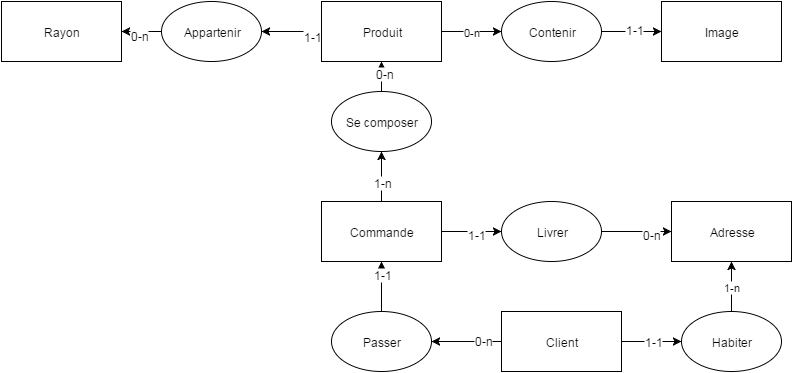 Rayon
0-n
Appartenir
1-1
Produit
0-n
Contenir
1-1
Image
0-n
Se composer
1-n
Commande
1-1
Livrer
0-n
Adresse
1-1
1-n
Passer
0-n
Client
1-1
Habiter